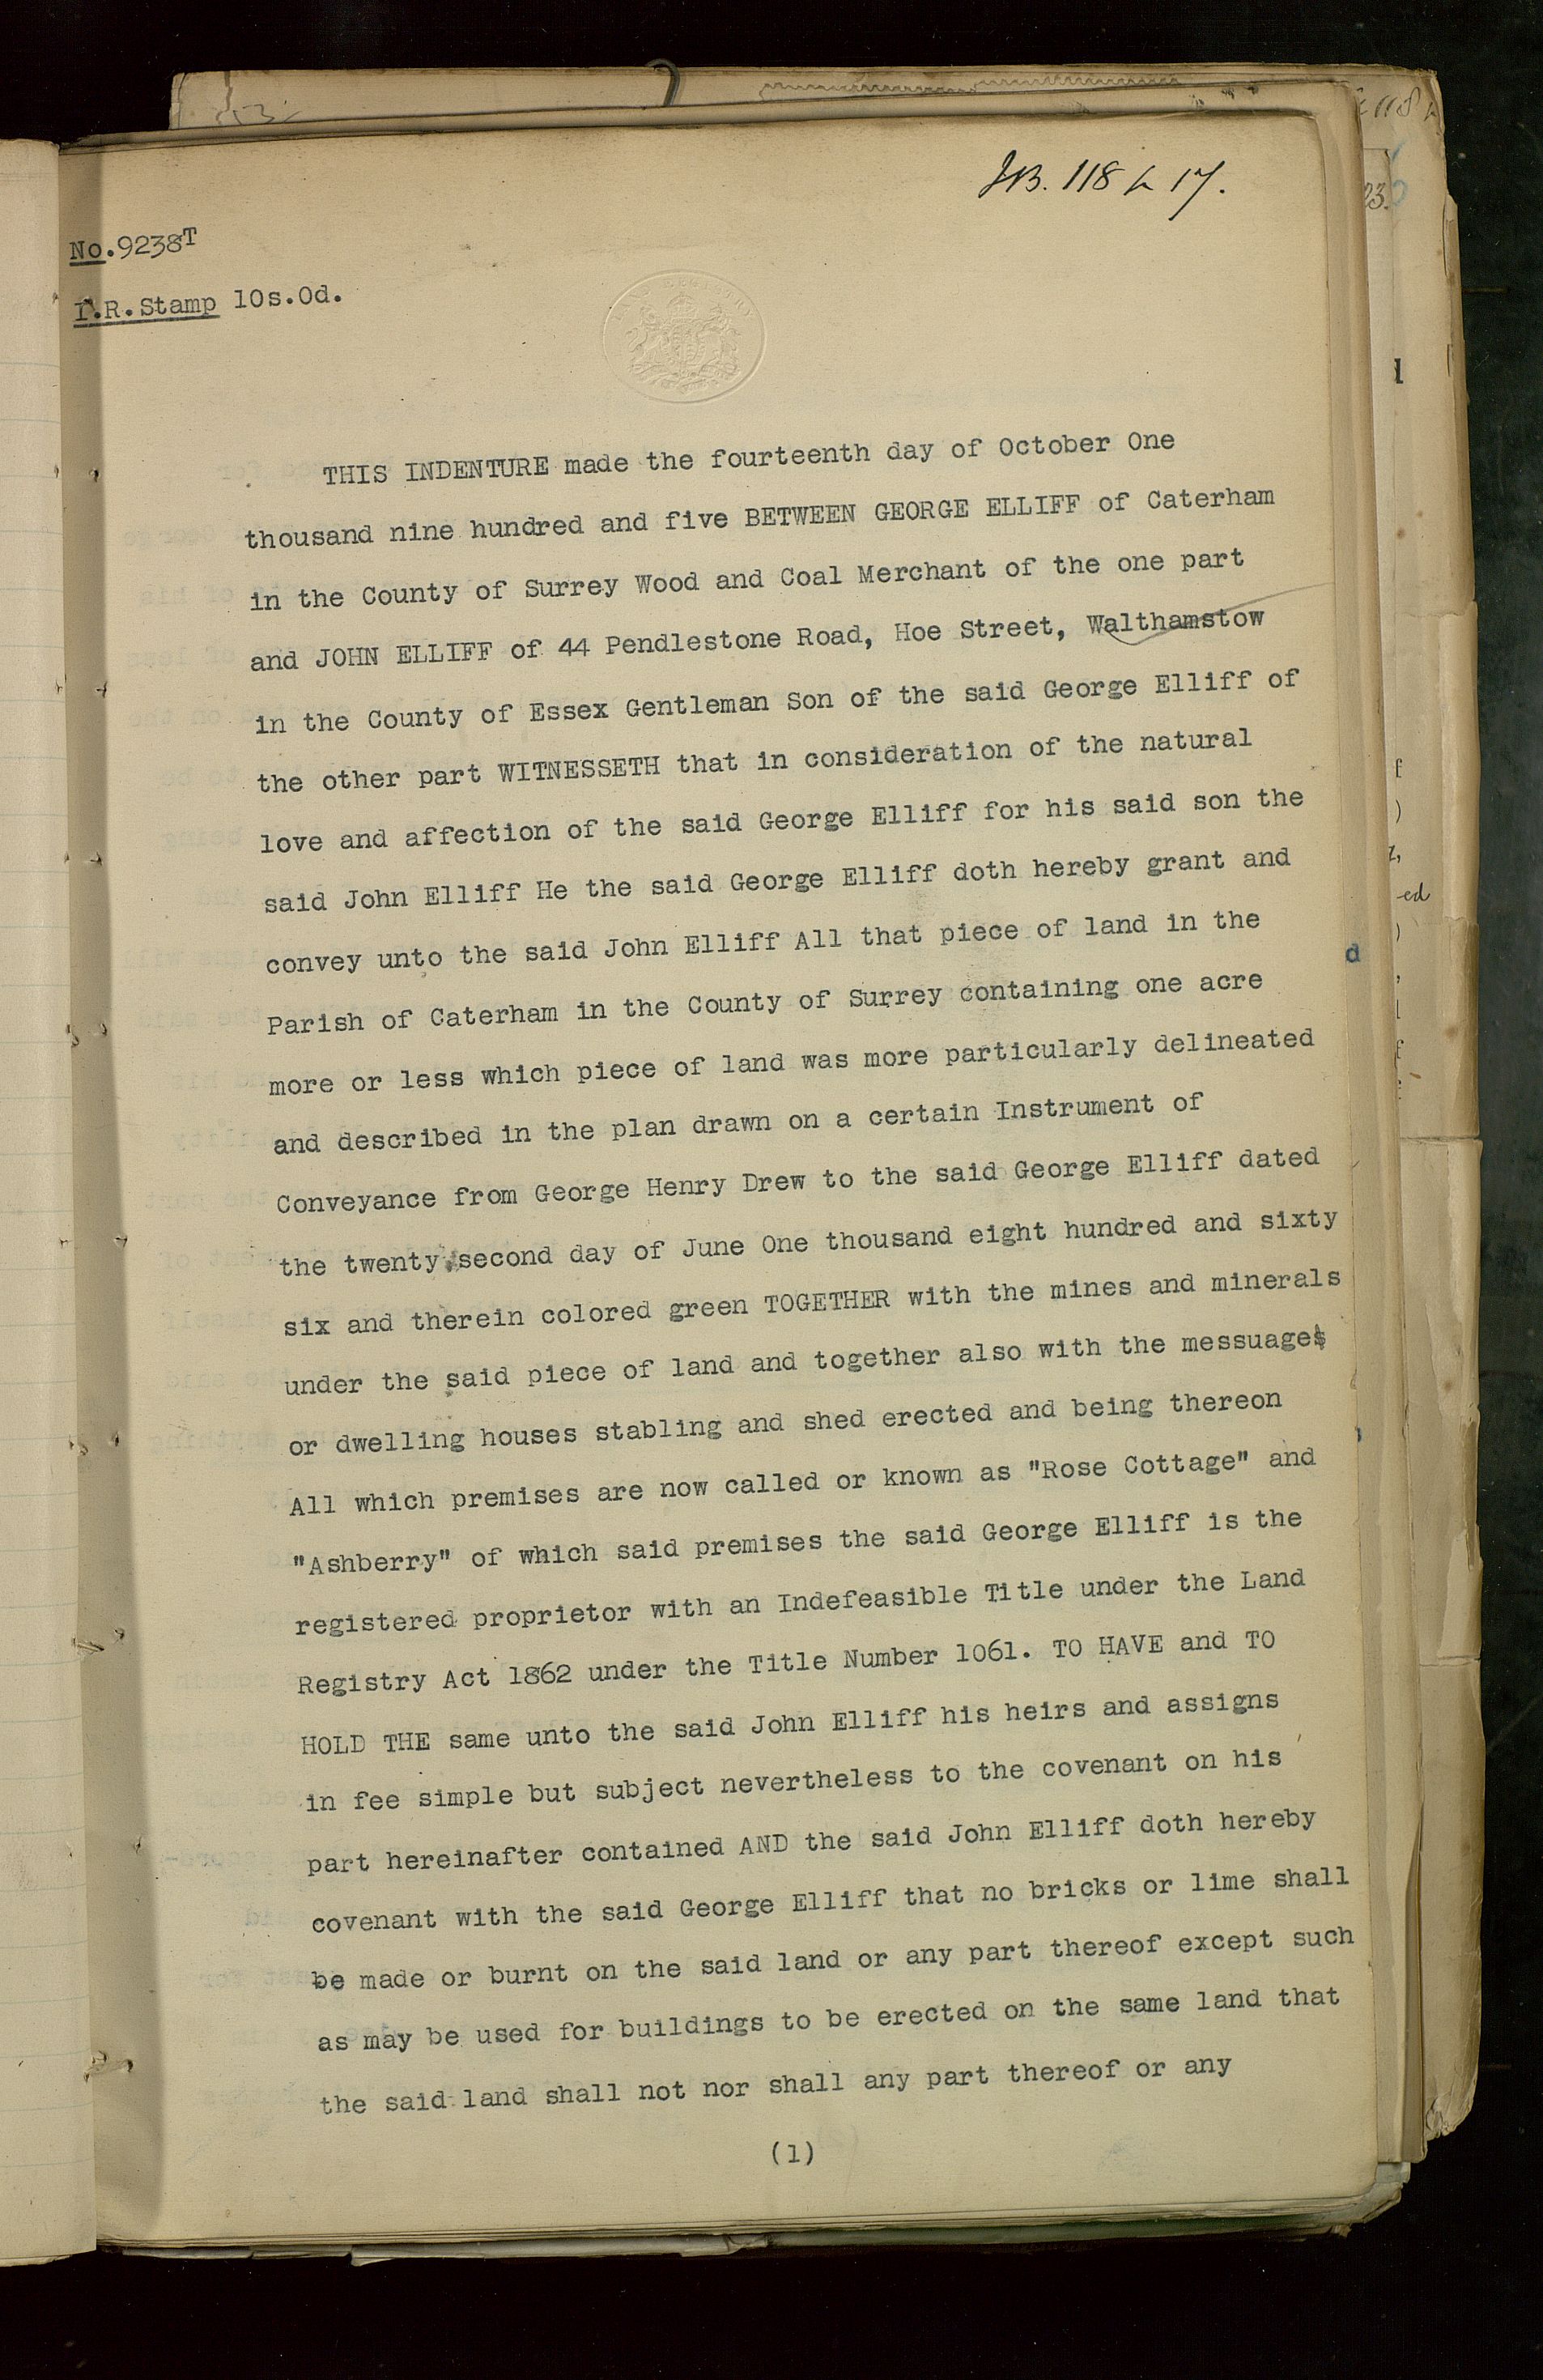 118 L 17.
No.9238T
I.R.Stamp 10s.0d.
THIS INDENTURE made the fourteenth day of October One
thousand nine hundred and five BETWEEN GEORGE ELLIFF of Caterham
in the County of Surrey Wood and Coal Merchant of the one part
and JOHN ELLIFF of 44 Pendlestone Road, Hoe Street, Walthamstow
in the County of Essex Gentleman Son of the said George Elliff of
the other part WITNESSETH that in consideration of the natural
love and affection of the said George Elliff for his said son the
said John Elliff He the said George Elliff doth hereby grant and
convey unto the said John Elliff All that piece of land in the
Parish of Caterham in the County of Surrey containing one acre
more or less which piece of land was more particularly delineated
and described in the plan drawn on a certain Instrument of
Conveyance from George Henry Drew to the said George Elliff dated
the twenty second day of June One thousand eight hundred and sixty
six and therein colored green TOGETHER with the mines and minerals
under the said piece of land and together also with the messuages
or dwelling houses stabling and shed erected and being thereon
All which premises are now called or known as "Rose Cottage" and
"Ashberry" of which said premises the said George Elliff is the
registered proprietor with an Indefeasible Title under the Land
Registry Act 1862 under the Title Number 1061. TO HAVE and TO
HOLD THE same unto the said John Elliff his heirs and assigns
in fee simple but subject nevertheless to the covenant on his
part hereinafter contained AND the said John Elliff doth hereby
covenant with the said George Elliff that no bricks or lime shall
be made or burnt on the said land or any part thereof except such
as may be used for buildings to be erected on the same land that
the said land shall not nor shall any part thereof or any
(1)